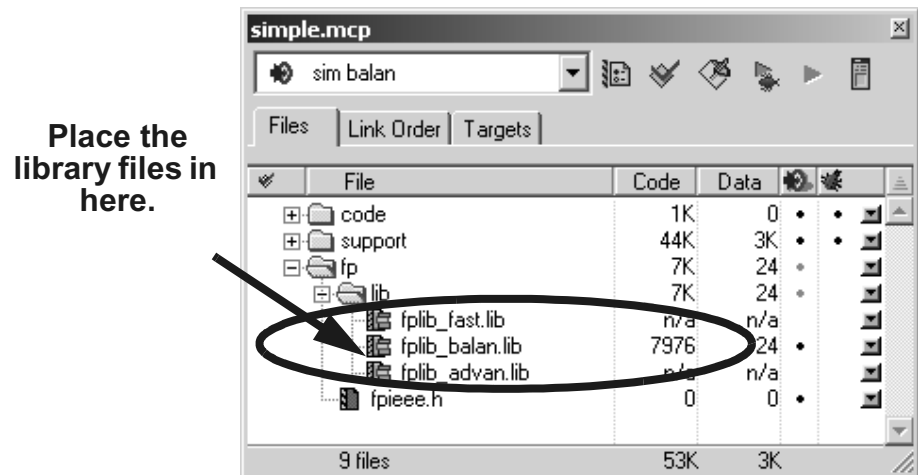 simple.mcp
sim balan
Files Link Order Targets
Place the
library files in
here.
File Code Data
code 1K 0
support 44K 3K
fp 7K 24
lib 7K 24
fplib_fast.lib n/a n/a
fplib_balan.lib 7976 24
fplib_advan.lib n/a n/a
fpieee.h 0 0
9 files 53K 3K